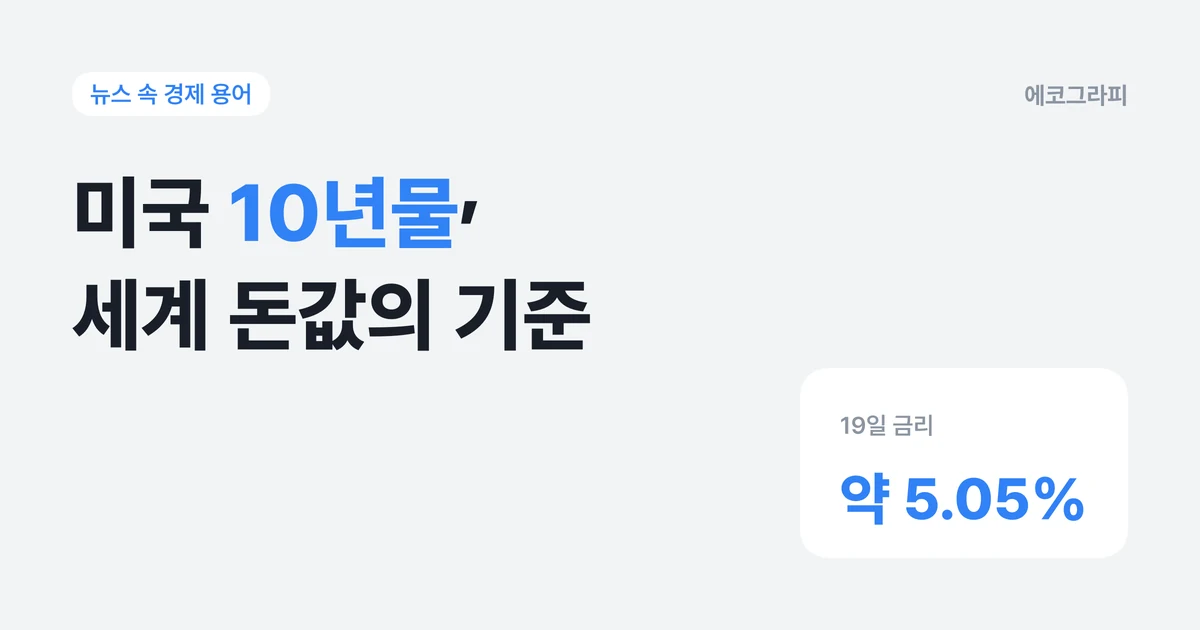 뉴스 속 경제 용어
에코그라피
미국 10년물,
세계 돈값의 기준
19일 금리
약 5.05%